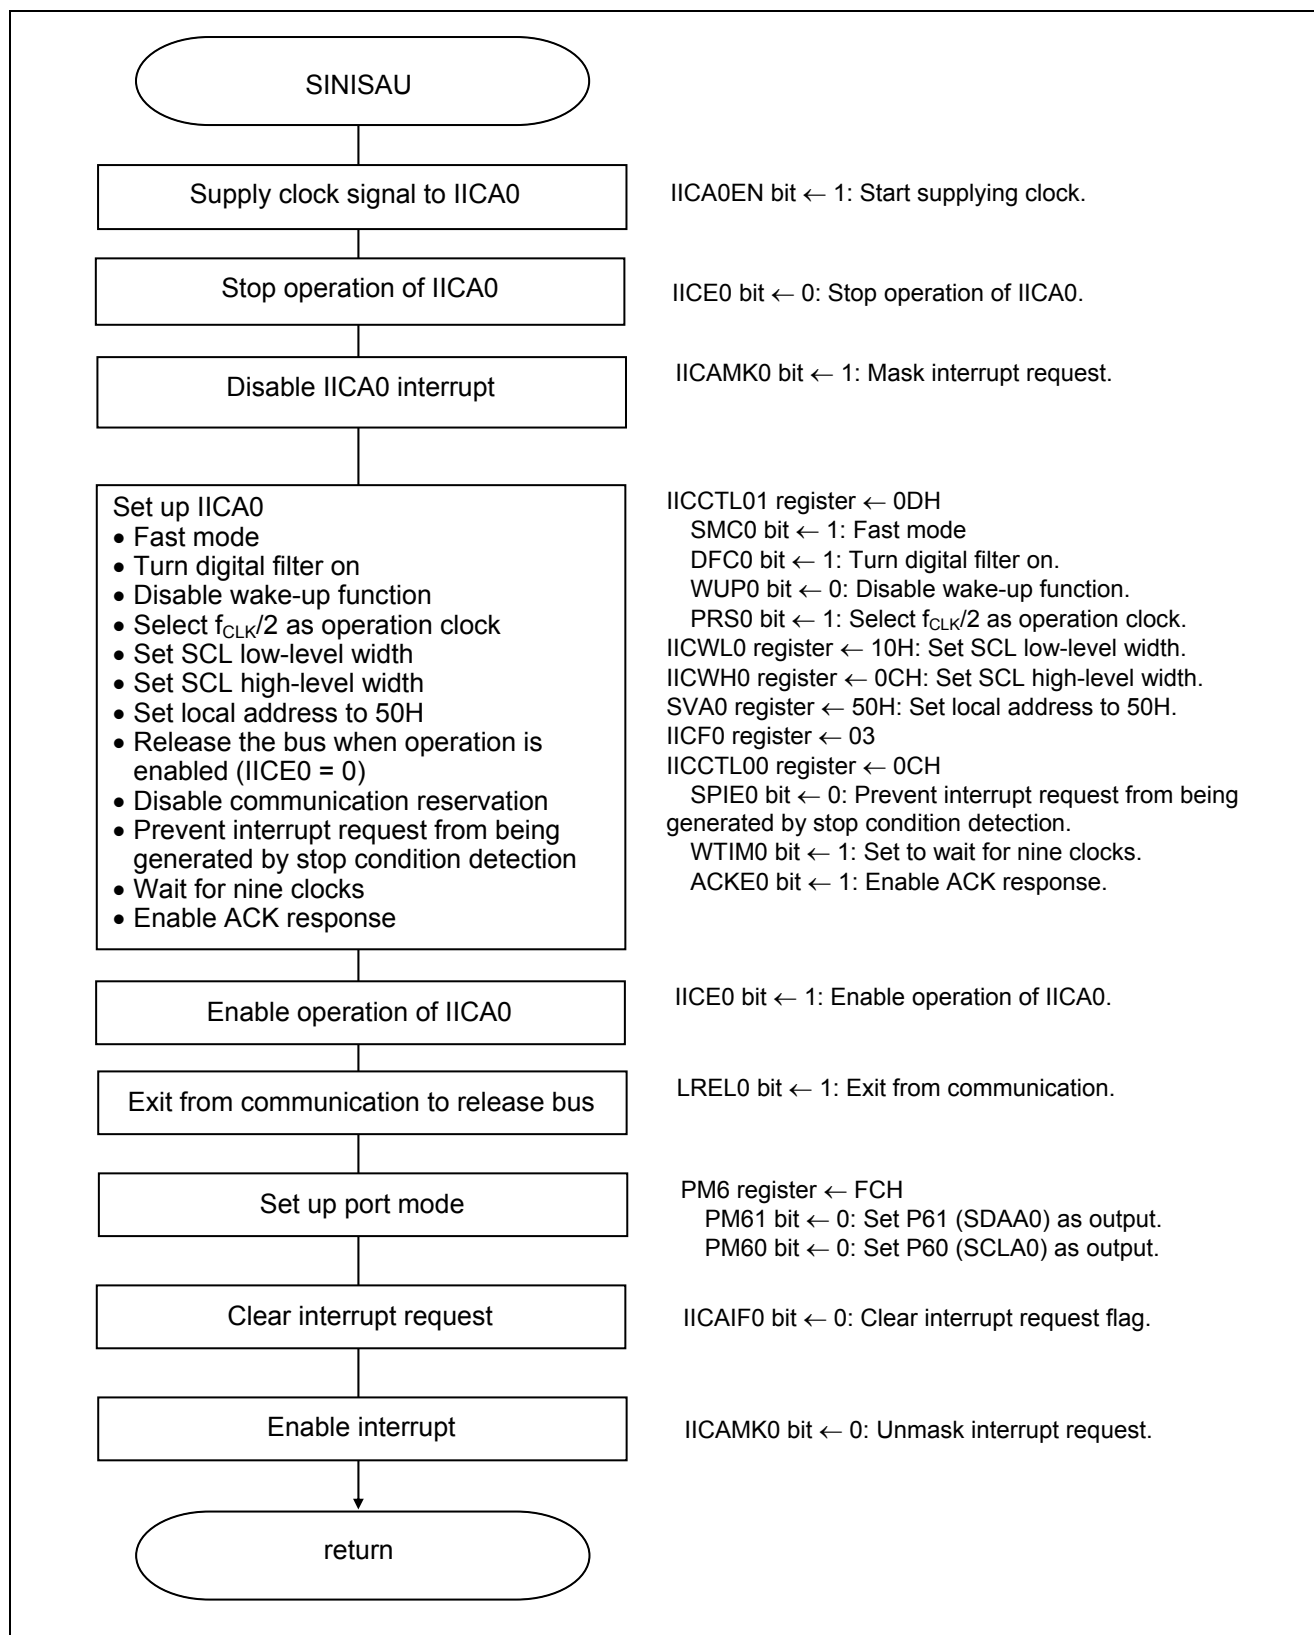 SINISAU
Supply clock signal to IICA0
IICA0EN bit ← 1: Start supplying clock.
Stop operation of IICA0
IICE0 bit ← 0: Stop operation of IICA0.
Disable IICA0 interrupt
IICAMK0 bit ← 1: Mask interrupt request.
Set up IICA0
• Fast mode
• Turn digital filter on
• Disable wake-up function
• Select fCLK/2 as operation clock
• Set SCL low-level width
• Set SCL high-level width
• Set local address to 50H
• Release the bus when operation is
enabled (IICE0 = 0)
• Disable communication reservation
• Prevent interrupt request from being
generated by stop condition detection
• Wait for nine clocks
• Enable ACK response
IICCTL01 register ← 0DH
SMC0 bit ← 1: Fast mode
DFC0 bit ← 1: Turn digital filter on.
WUP0 bit ← 0: Disable wake-up function.
PRS0 bit ← 1: Select fCLK/2 as operation clock.
IICWL0 register ← 10H: Set SCL low-level width.
IICWH0 register ← 0CH: Set SCL high-level width.
SVA0 register ← 50H: Set local address to 50H.
IICF0 register ← 03
IICCTL00 register ← 0CH
SPIE0 bit ← 0: Prevent interrupt request from being
generated by stop condition detection.
WTIM0 bit ← 1: Set to wait for nine clocks.
ACKE0 bit ← 1: Enable ACK response.
Enable operation of IICA0
IICE0 bit ← 1: Enable operation of IICA0.
Exit from communication to release bus
LREL0 bit ← 1: Exit from communication.
Set up port mode
PM6 register ← FCH
PM61 bit ← 0: Set P61 (SDAA0) as output.
PM60 bit ← 0: Set P60 (SCLA0) as output.
Clear interrupt request
IICAIF0 bit ← 0: Clear interrupt request flag.
Enable interrupt
IICAMK0 bit ← 0: Unmask interrupt request.
return